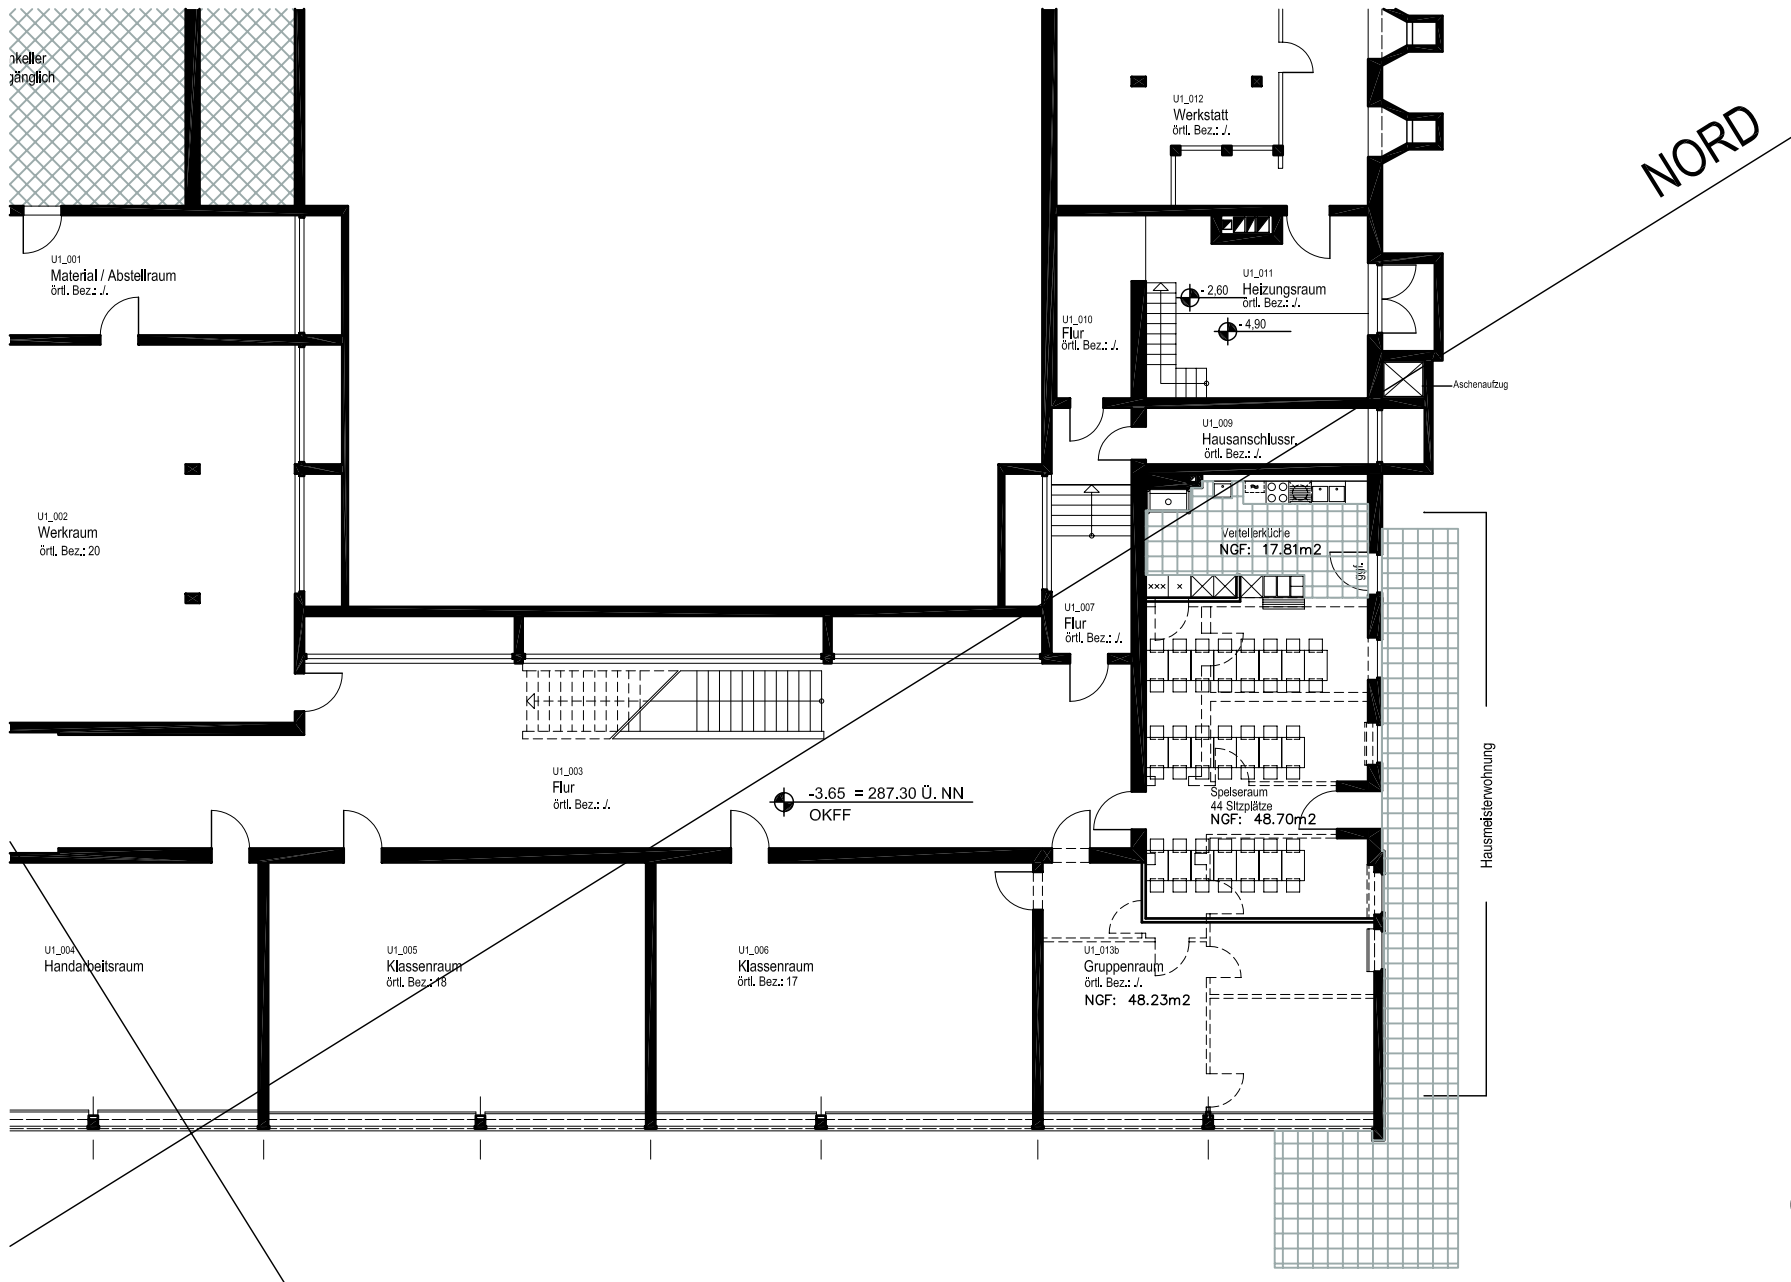 nkeller
gänglich
U1_012
Werkstatt
örtl. Bez.: ./.
NORD
U1_001
Material / Abstellraum
örtl. Bez.: ./.
U1_011
Heizungsraum
örtl. Bez.: ./.
- 2,60
- 4,90
U1_010
Flur
örtl. Bez.: ./.
Aschenaufzug
U1_009
Hausanschlussr.
örtl. Bez.: ./.
U1_002
Werkraum
örtl. Bez.: 20
Verteilerküche
NGF: 17.81m2
ggf.
xxx x
U1_007
Flur
örtl. Bez.: ./.
U1_003
Flur
örtl. Bez.: ./.
-3.65 = 287.30 Ü. NN
OKFF
Speiseraum
44 Sitzplätze
NGF: 48.70m2
Hausmeisterwohnung
U1_004
Handarbeitsraum
U1_005
Klassenraum
örtl. Bez.: 18
U1_006
Klassenraum
örtl. Bez.: 17
U1_013b
Gruppenraum
örtl. Bez.: ./.
NGF: 48.23m2